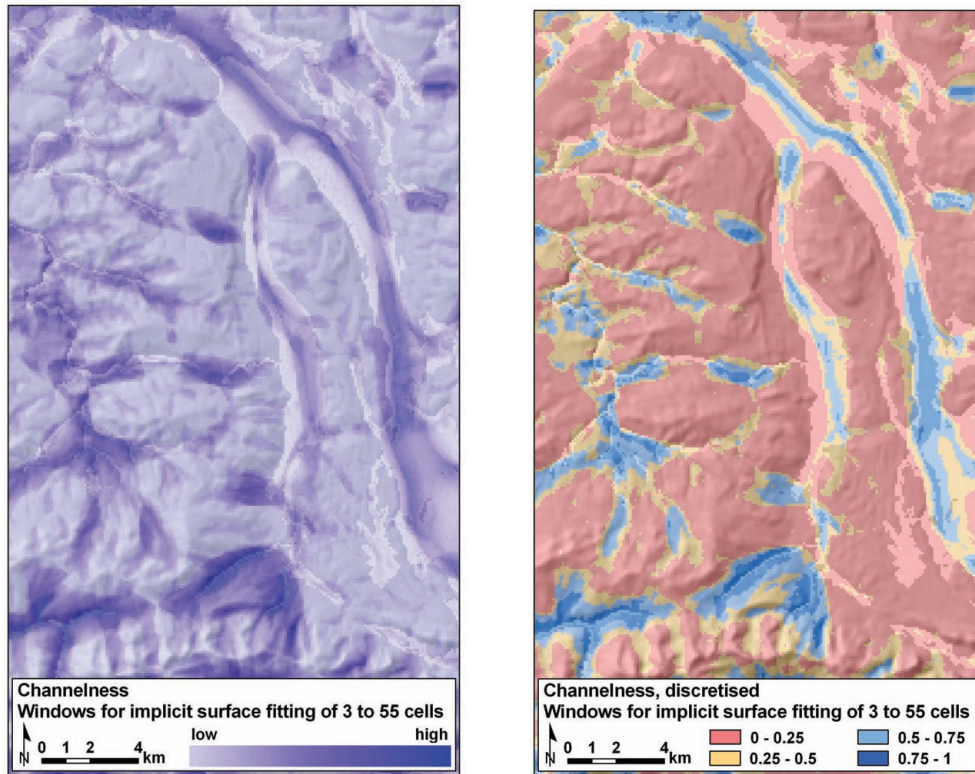 Channelness
Windows for implicit surface fitting of 3 to 55 cells
low high
N 0 1 2 4 km
Channelness, discretised
Windows for implicit surface fitting of 3 to 55 cells
0 - 0.25 0.5 - 0.75
N 0 1 2 4 km
0.25 - 0.5 0.75 - 1